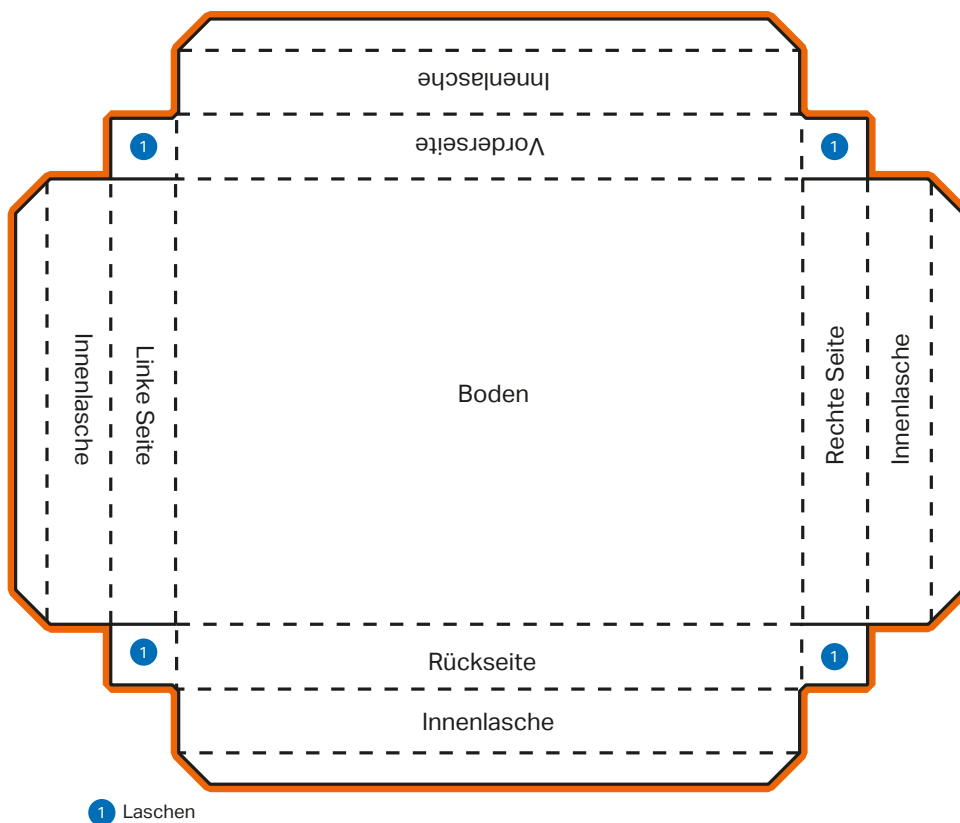 Innenlasche
Vorderseite
1
1
Innenlasche
Linke Seite
Boden
Rechte Seite
Innenlasche
1
Rückseite
1
Innenlasche
1 Laschen